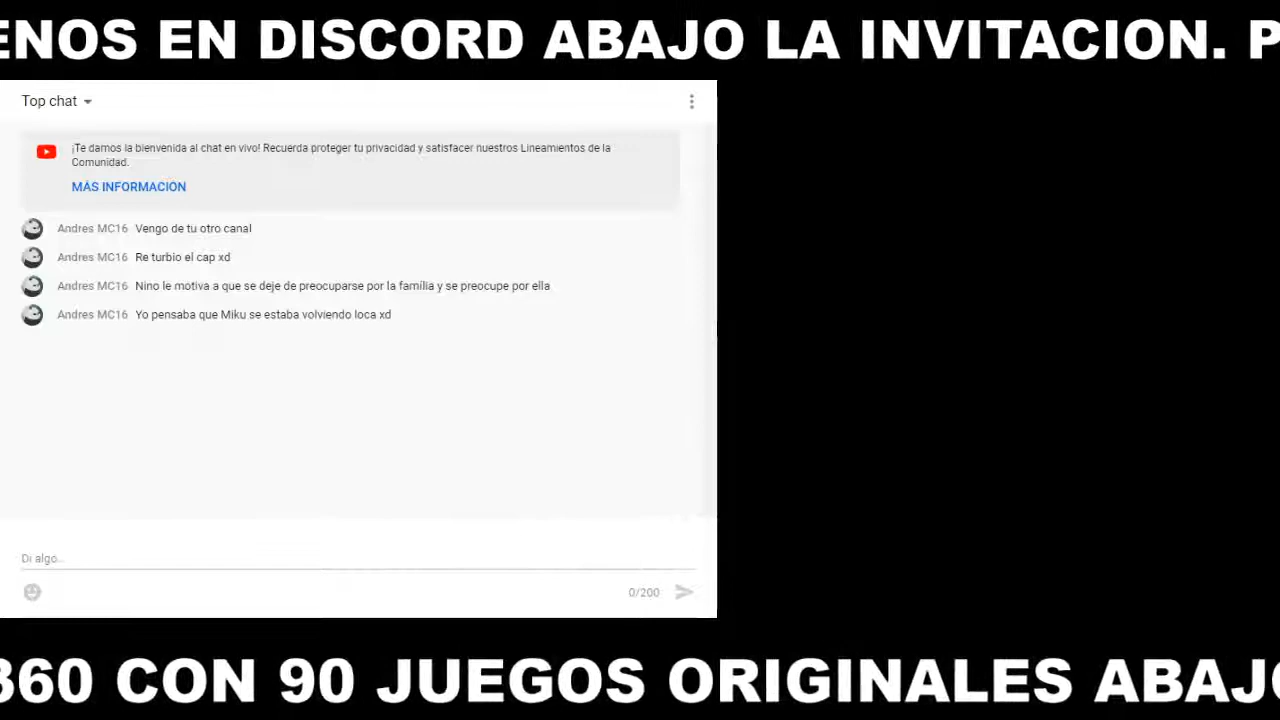 ENOS EN DISCORD ABAJO LA INVITACION. P
Top chat
¡Te damos la bienvenida al chat en vivo! Recuerda proteger tu privacidad y satisfacer nuestros Lineamientos de la
Comunidad.
MÁS INFORMACION
Andres MC16 Vengo de tu otro canal
Andres MC16 Re turbio el cap xd
Andres MC16 Nino le motiva a que se deje de preocuparse por la família y se preocupe por ella
Andres MC16 Yo pensaba que Miku se estaba volviendo loca xd
Di algo...
0/200
360 CON 90 JUEGOS ORIGINALES ABAJO